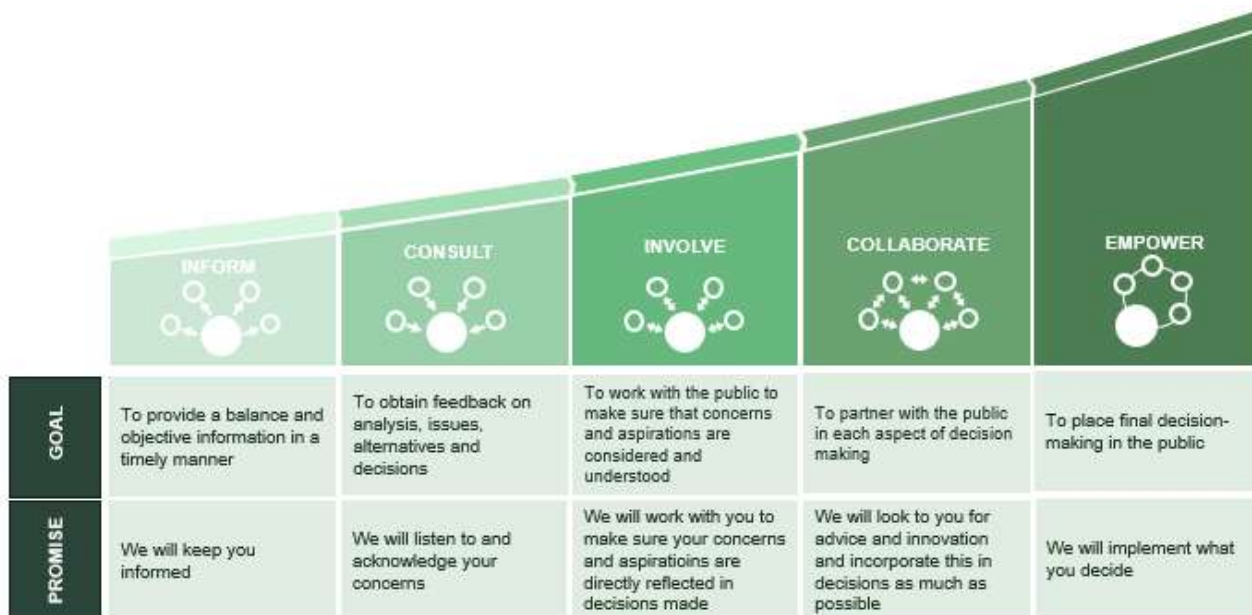 INFORM
CONSULT
INVOLVE
COLLABORATE
EMPOWER
GOAL
To provide a balance and
objective information in a
timely manner
To obtain feedback on
analysis, issues,
alternatives and
decisions
To work with the public to
make sure that concerns
and aspirations are
considered and
understood
To partner with the public
in each aspect of decision
making
To place final decision-
making in the public
PROMISE
We will keep you
informed
We will listen to and
acknowledge your
concerns
We will work with you to
make sure your concerns
and aspiratioins are
directly reflected in
decisions made
We will look to you for
advice and innovation
and incorporate this in
decisions as much as
possible
We will implement what
you decide